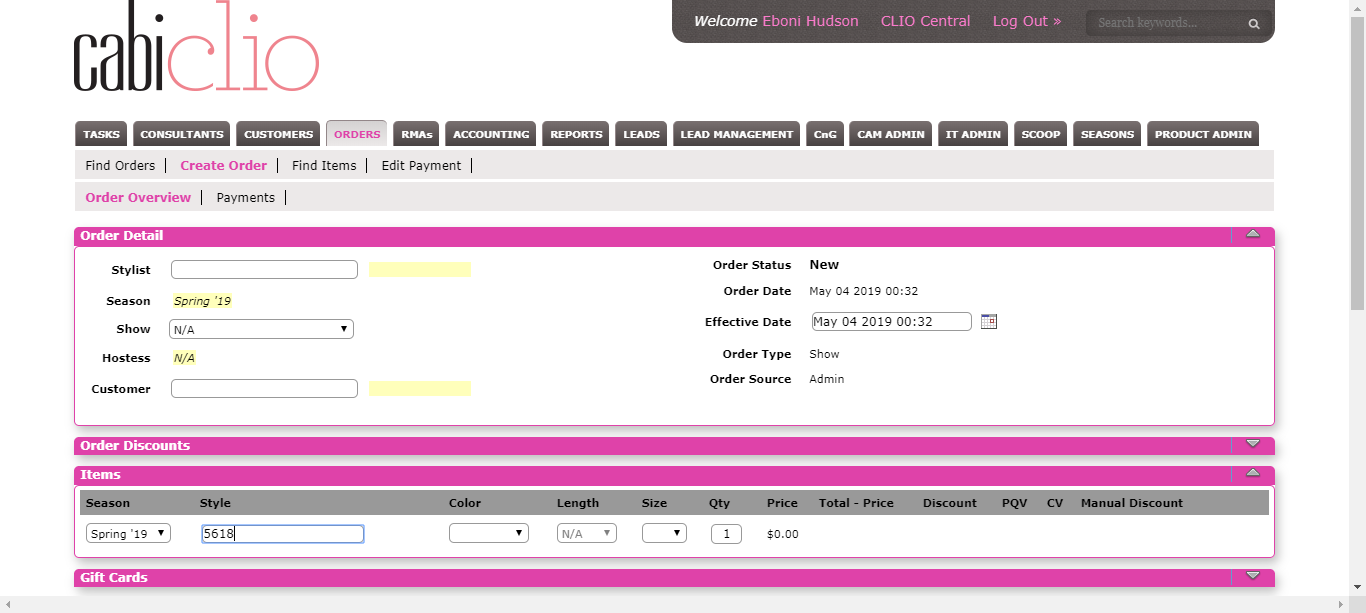 cabiclio
Welcome Eboni Hudson CLIO Central Log Out » Search keywords...
TASKS CONSULTANTS CUSTOMERS ORDERS RMAs ACCOUNTING REPORTS LEADS LEAD MANAGEMENT CnG CAM ADMIN IT ADMIN SCOOP SEASONS PRODUCT ADMIN
Find Orders Create Order Find Items Edit Payment
Order Overview Payments
Order Detail
Stylist
Season Spring '19
Show N/A
Hostess N/A
Customer
Order Status New
Order Date May 04 2019 00:32
Effective Date May 04 2019 00:32
Order Type Show
Order Source Admin
Order Discounts
Items
Season Style Color Length Size Qty Price Total - Price Discount PQV CV Manual Discount
Spring '19 5618 N/A 1 $0.00
Gift Cards